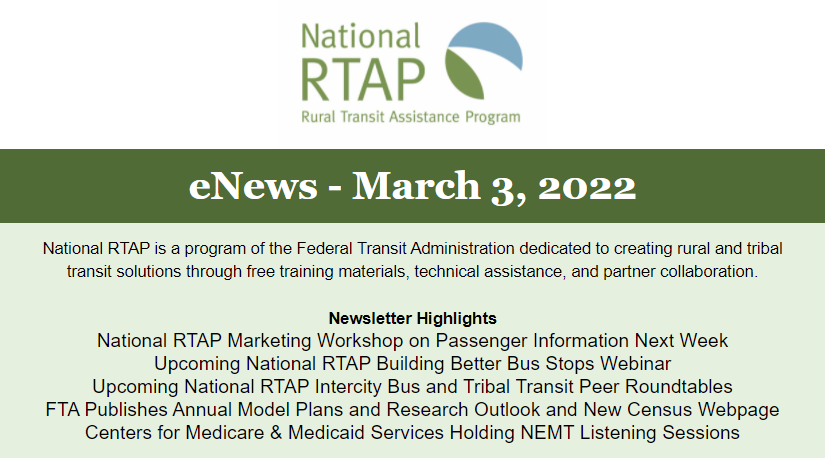 National
RTAP
Rural Transit Assistance Program
eNews - March 3, 2022
National RTAP is a program of the Federal Transit Administration dedicated to creating rural and tribal
transit solutions through free training materials, technical assistance, and partner collaboration.
Newsletter Highlights
National RTAP Marketing Workshop on Passenger Information Next Week
Upcoming National RTAP Building Better Bus Stops Webinar
Upcoming National RTAP Intercity Bus and Tribal Transit Peer Roundtables
FTA Publishes Annual Model Plans and Research Outlook and New Census Webpage
Centers for Medicare & Medicaid Services Holding NEMT Listening Sessions